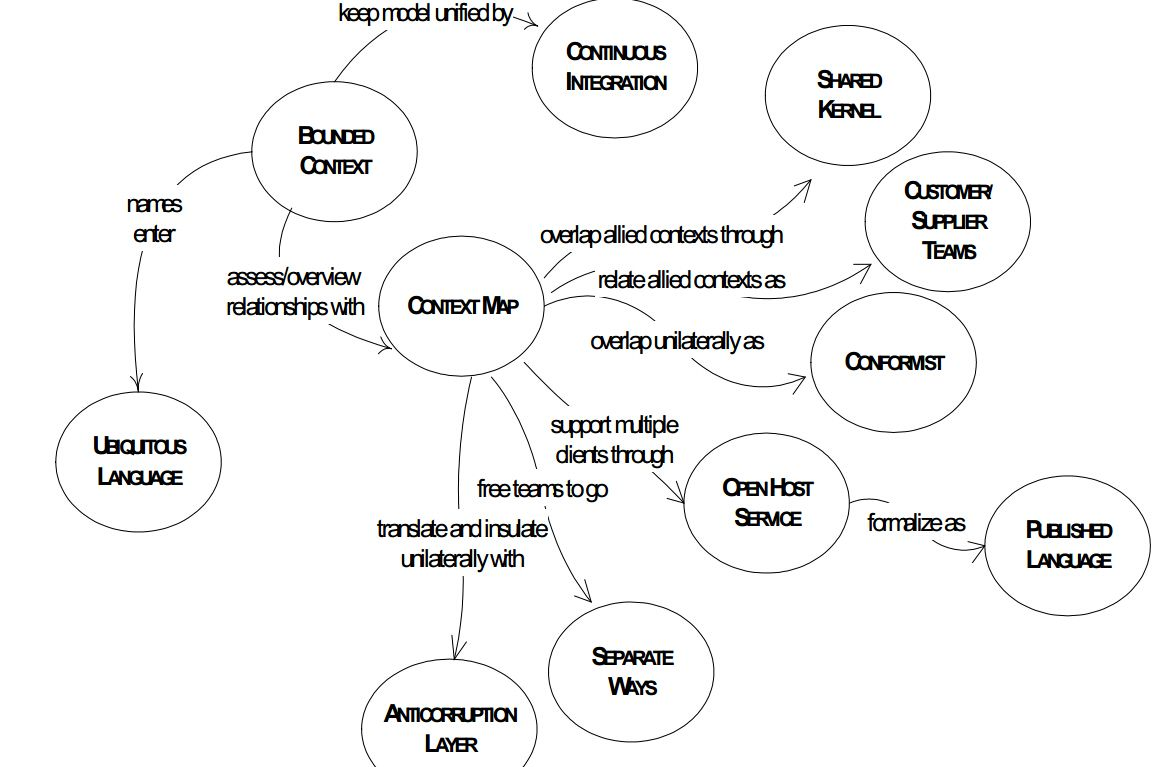 keep model unified by
CONTINUOUS
INTEGRATION
SHARED
KERNEL
BOUNDED
CONTEXT
names
enter
CUSTOMER/
SUPPLIER
TEAMS
overlap allied contexts through
assess/overview
relationships with
CONTEXT MAP
relate allied contexts as
overlap unilaterally as
CONFORMIST
support multiple
clients through
UBIQUITOUS
LANGUAGE
free teams to go
OPEN HOST
SERVICE
formalize as
PUBLISHED
LANGUAGE
translate and insulate
unilaterally with
SEPARATE
WAYS
ANTICORRUPTION
LAYER